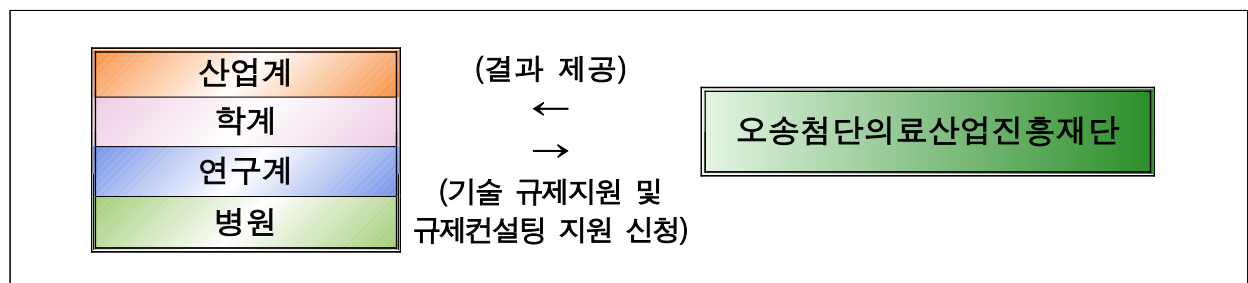 산업계
학계
연구계
병원
(결과 제공)
←
→
(기술 규제지원 및
규제컨설팅 지원 신청)
오송첨단의료산업진흥재단